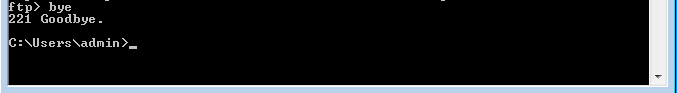 ftp> bye
221 Goodbye.
C:\Users\admin>_